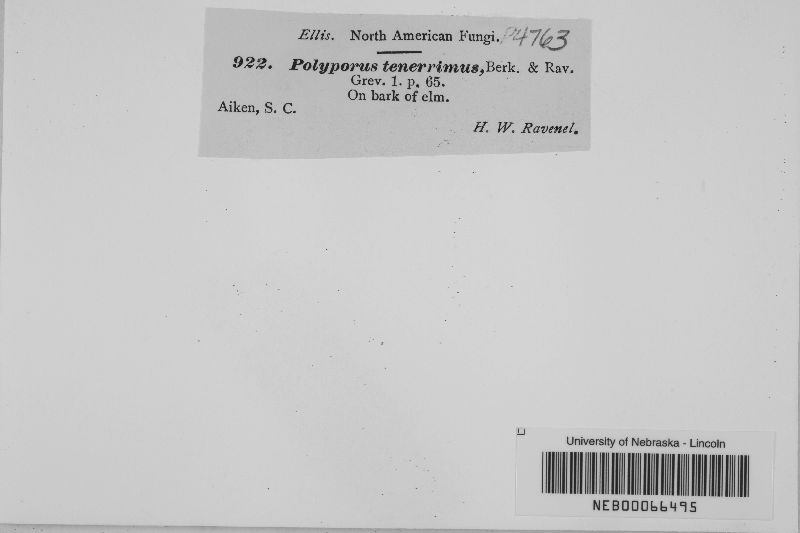 Ellis. North American Fungi. P4763
922. Polyporus tenerrimus, Berk. & Rav.
Grev. 1. p. 65.
On bark of elm.
Aiken, S. C.
H. W. Ravenel.
University of Nebraska - Lincoln
NEB00066495